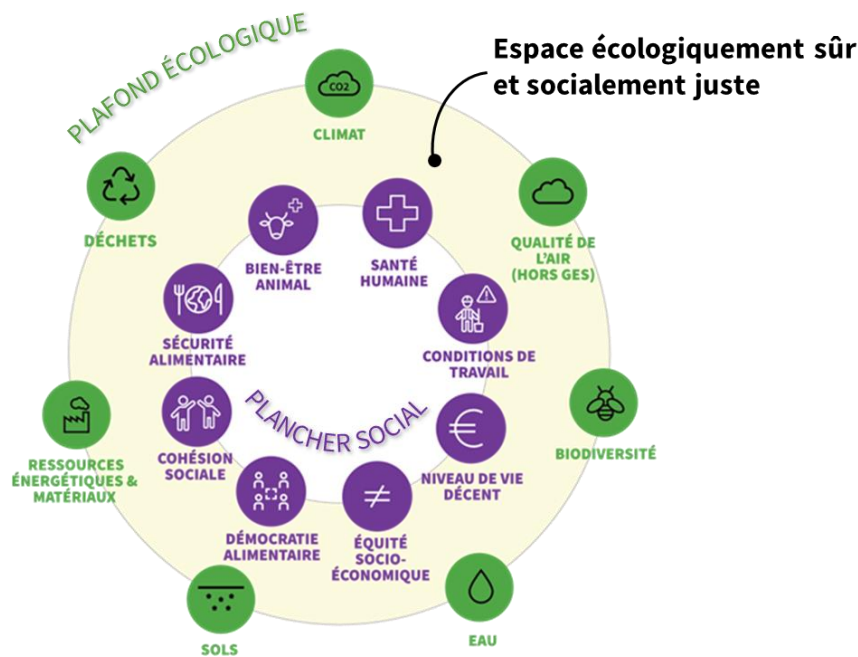 PLAFOND ÉCOLOGIQUE
Espace écologiquement sûr
et socialement juste
CO2
CLIMAT
DÉCHETS
QUALITÉ DE
L'AIR
(HORS GES)
BIEN-ÊTRE
ANIMAL
SANTÉ
HUMAINE
SÉCURITÉ
ALIMENTAIRE
CONDITIONS DE
TRAVAIL
PLANCHER SOCIAL
COHÉSION
SOCIALE
NIVEAU DE VIE
DÉCENT
BIODIVERSITÉ
RESSOURCES
ÉNERGÉTIQUES &
MATÉRIAUX
DÉMOCRATIE
ALIMENTAIRE
ÉQUITÉ
SOCIO-
ÉCONOMIQUE
SOLS
EAU